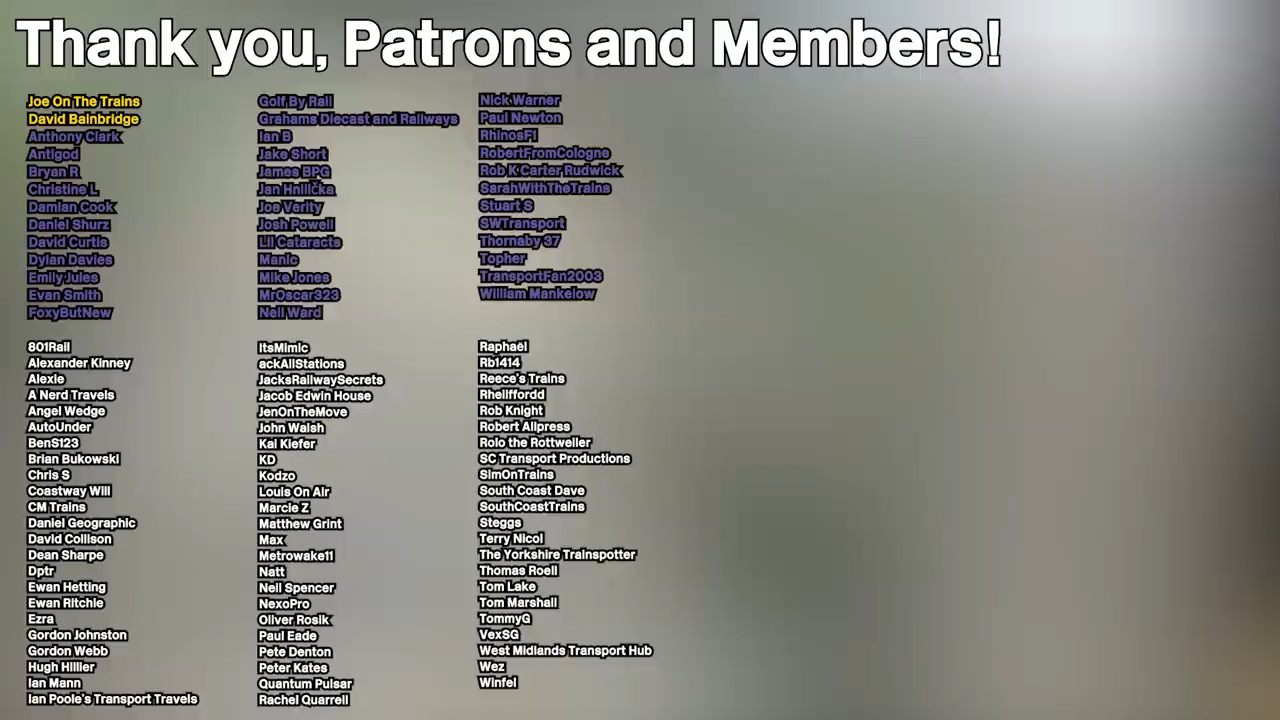 Thank you, Patrons and Members!
Joe On The Trains
David Bainbridge
Anthony Clark
Antigod
Bryan R
Christine L
Damian Cook
Daniel Shurz
David Curtis
Dylan Davies
Emily Jules
Evan Smith
FoxyButNew
Golf By Rail
Grahams Diecast and Railways
Ian B
Jake Short
James BPG
Jan Hnilička
Joe Verity
Josh Powell
Lil Cataracts
Manic
Mike Jones
MrOscar323
Neil Ward
Nick Warner
Paul Newton
RhinosF1
RobertFromCologne
Rob K Carter Rudwick
SarahWithTheTrains
Stuart S
SWTransport
Thornaby 37
Topher
TransportFan2003
William Mankelow
801Rail
Alexander Kinney
Alexie
A Nerd Travels
Angel Wedge
AutoUnder
BenS123
Brian Bukowski
Chris S
Coastway Will
CM Trains
Daniel Geographic
David Collison
Dean Sharpe
Dptr
Ewan Hetting
Ewan Ritchie
Ezra
Gordon Johnston
Gordon Webb
Hugh Hillier
Ian Mann
Ian Poole's Transport Travels
ItsMimic
ackAllStations
JacksRailwaySecrets
Jacob Edwin House
JenOnTheMove
John Walsh
Kai Kiefer
KD
Kodzo
Louis On Air
Marcie Z
Matthew Grint
Max
Metrowake11
Natt
Neil Spencer
NexoPro
Oliver Rosik
Paul Eade
Pete Denton
Peter Kates
Quantum Pulsar
Rachel Quarrell
Raphaël
Rb1414
Reece's Trains
Rheliffordd
Rob Knight
Robert Allpress
Rolo the Rottweiler
SC Transport Productions
SimOnTrains
South Coast Dave
SouthCoastTrains
Steggs
Terry Nicol
The Yorkshire Trainspotter
Thomas Roell
Tom Lake
Tom Marshall
TommyG
VexSG
West Midlands Transport Hub
Wez
Winfel